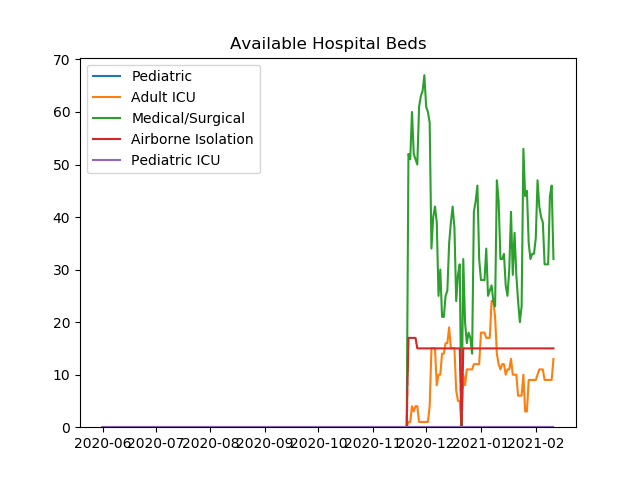 Available Hospital Beds
70
60
50
40
30
20
10
0
Pediatric
Adult ICU
Medical/Surgical
Airborne Isolation
Pediatric ICU
2020-06 2020-07 2020-08 2020-09 2020-10 2020-11 2020-12 2021-01 2021-02